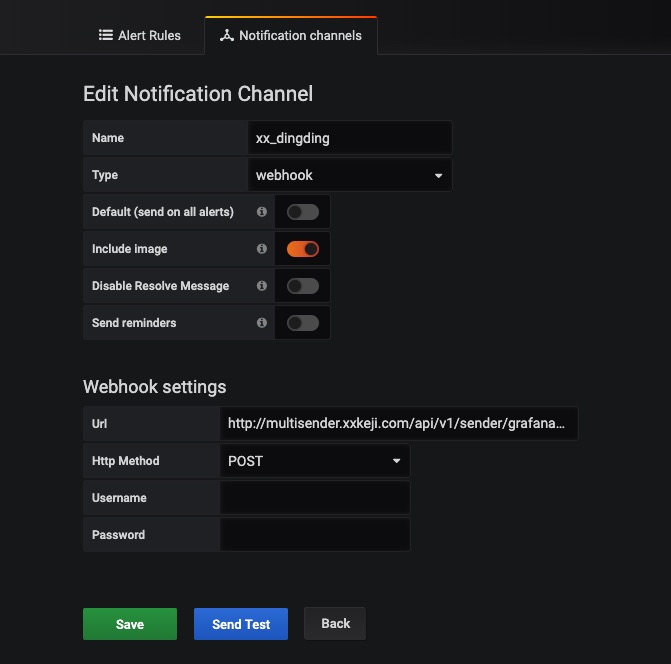 Alert Rules
Notification channels
Edit Notification Channel
Name
xx_dingding
Type
webhook
Default (send on all alerts)
Include image
Disable Resolve Message
Send reminders
Webhook settings
Url
http://multisender.xxkeji.com/api/v1/sender/grafana...
Http Method
POST
Username
Password
Save
Send Test
Back